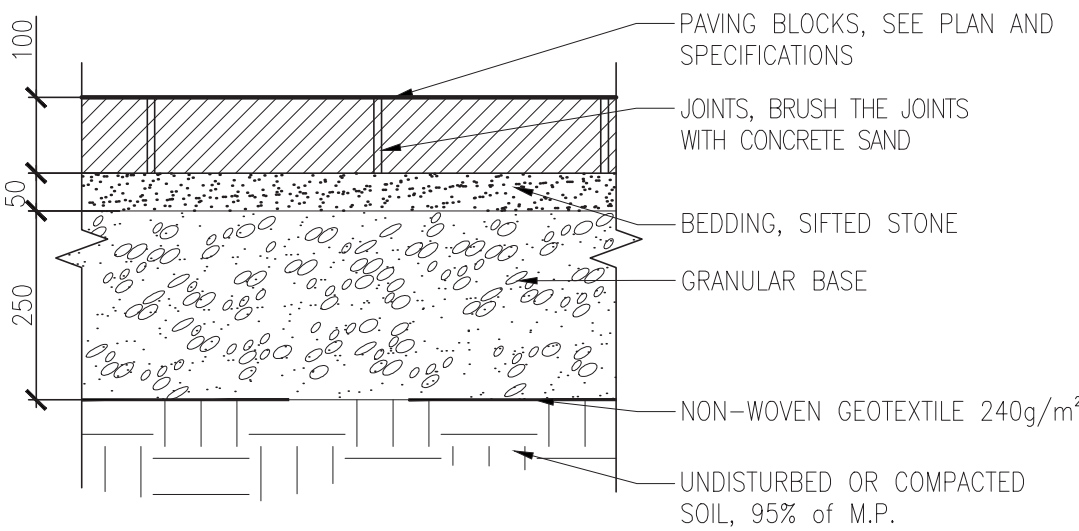 100
50
250
PAVING BLOCKS, SEE PLAN AND
SPECIFICATIONS
JOINTS, BRUSH THE JOINTS
WITH CONCRETE SAND
BEDDING, SIFTED STONE
GRANULAR BASE
NON-WOVEN GEOTEXTILE 240g/m²
UNDISTURBED OR COMPACTED
SOIL, 95% of M.P.